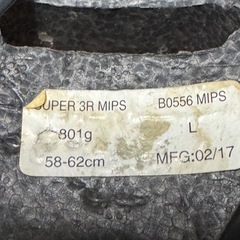 UPER 3R MIPS B0556 MIPS
801g L
58-62cm MFG:02/17